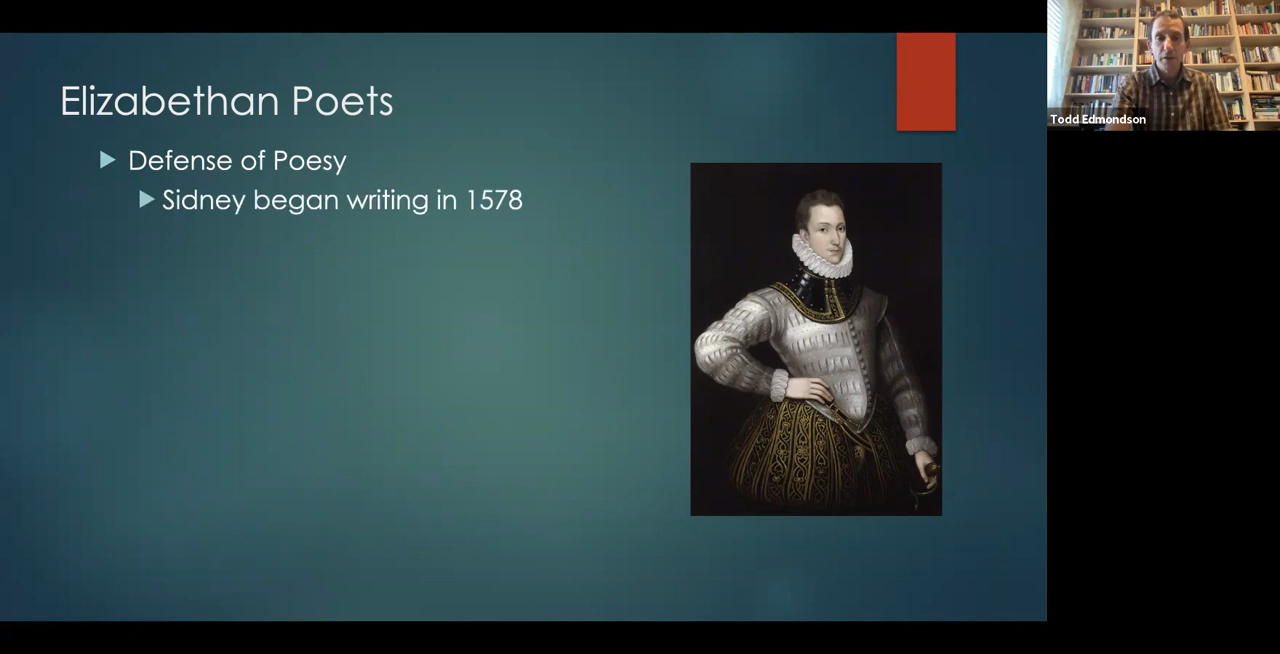 Elizabethan Poets
Defense of Poesy
Sidney began writing in 1578
Todd Edmondson